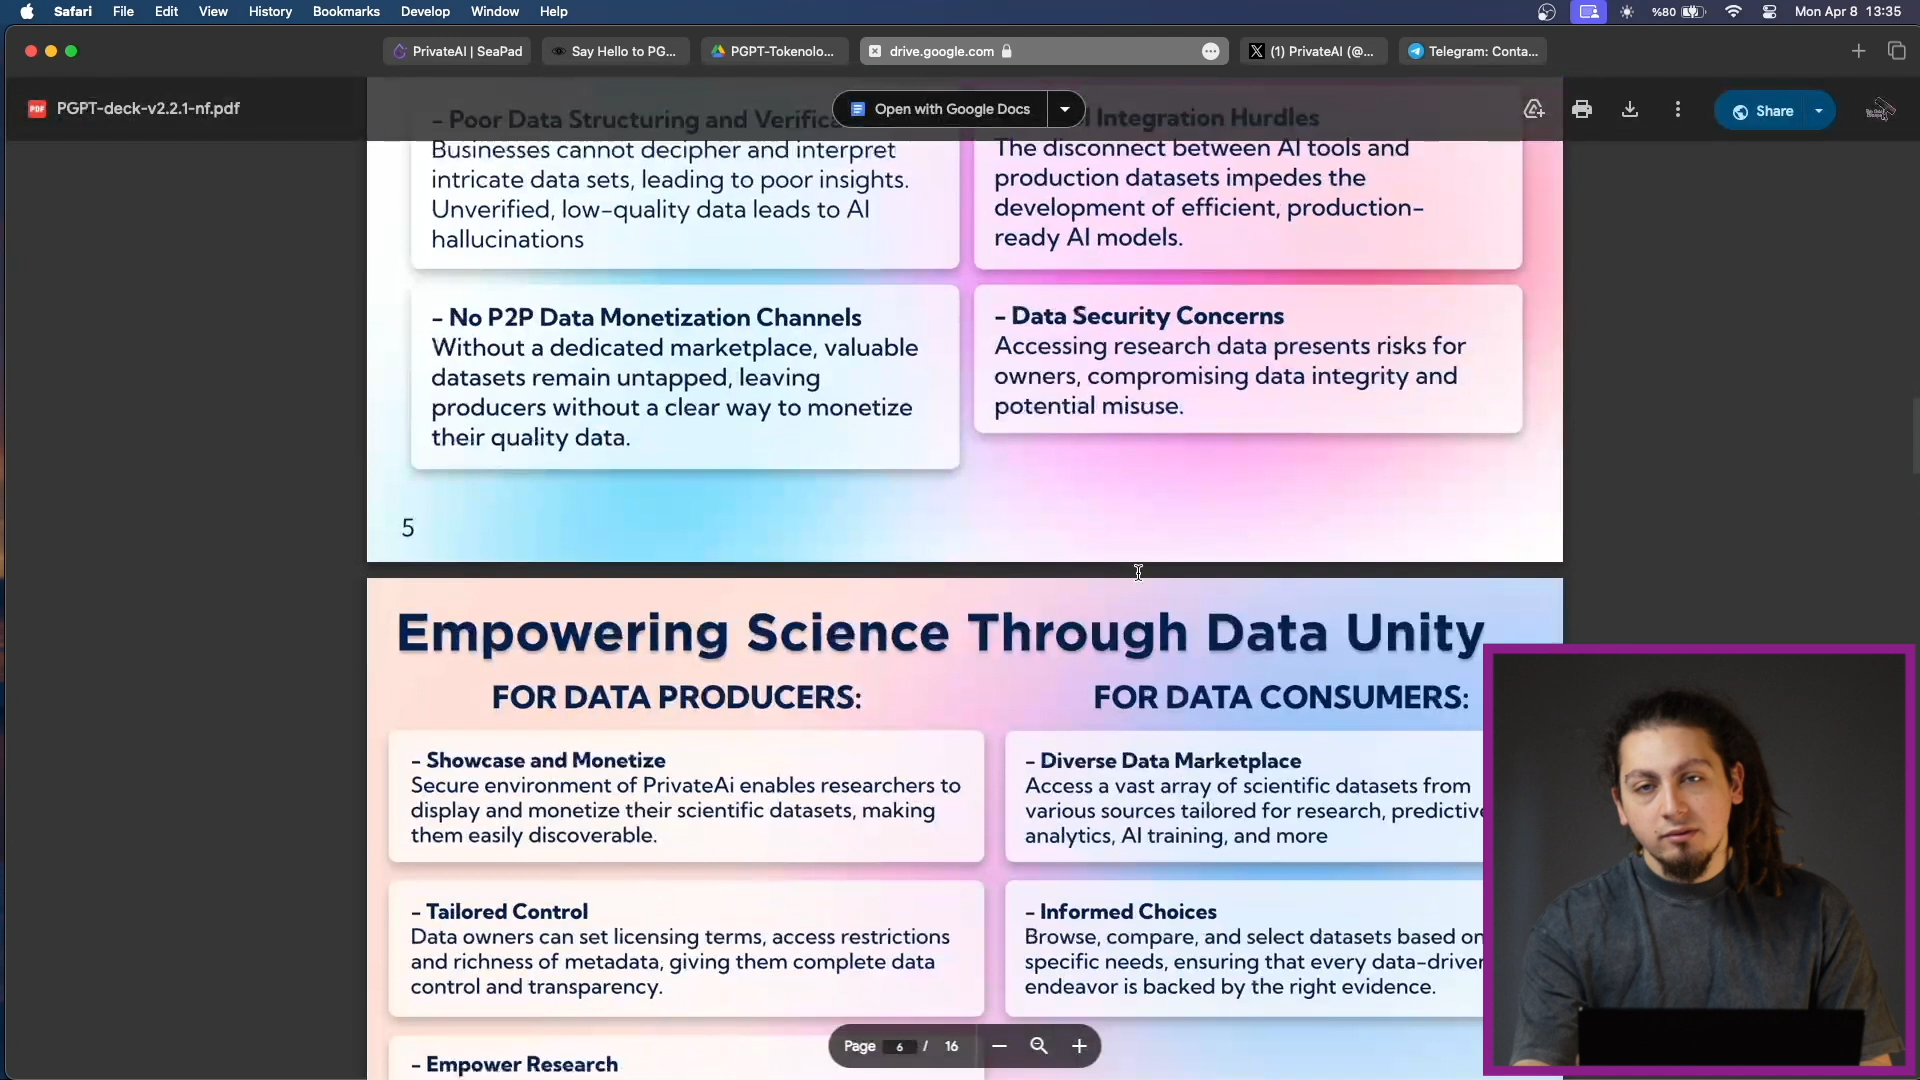 Safari File Edit View History Bookmarks Develop Window Help
%80 Mon Apr 8 13:35
PrivateAI | SeaPad
Say Hello to PG...
PGPT-Tokenolo...
drive.google.com
(1) PrivateAI (@...
Telegram: Conta...
PDF PGPT-deck-v2.2.1-nf.pdf
Open with Google Docs
Share
- Poor Data Structuring and Verifica
Businesses cannot decipher and interpret
intricate data sets, leading to poor insights.
Unverified, low-quality data leads to AI
hallucinations
Integration Hurdles
The disconnect between AI tools and
production datasets impedes the
development of efficient, production-
ready AI models.
- No P2P Data Monetization Channels
Without a dedicated marketplace, valuable
datasets remain untapped, leaving
producers without a clear way to monetize
their quality data.
- Data Security Concerns
Accessing research data presents risks for
owners, compromising data integrity and
potential misuse.
5
Empowering Science Through Data Unity
FOR DATA PRODUCERS:
- Showcase and Monetize
Secure environment of PrivateAi enables researchers to
display and monetize their scientific datasets, making
them easily discoverable.
- Tailored Control
Data owners can set licensing terms, access restrictions
and richness of metadata, giving them complete data
control and transparency.
- Empower Research
FOR DATA CONSUMERS:
- Diverse Data Marketplace
Access a vast array of scientific datasets from
various sources tailored for research, predictive
analytics, AI training, and more
- Informed Choices
Browse, compare, and select datasets based on
specific needs, ensuring that every data-driven
endeavor is backed by the right evidence.
Page 6 / 16